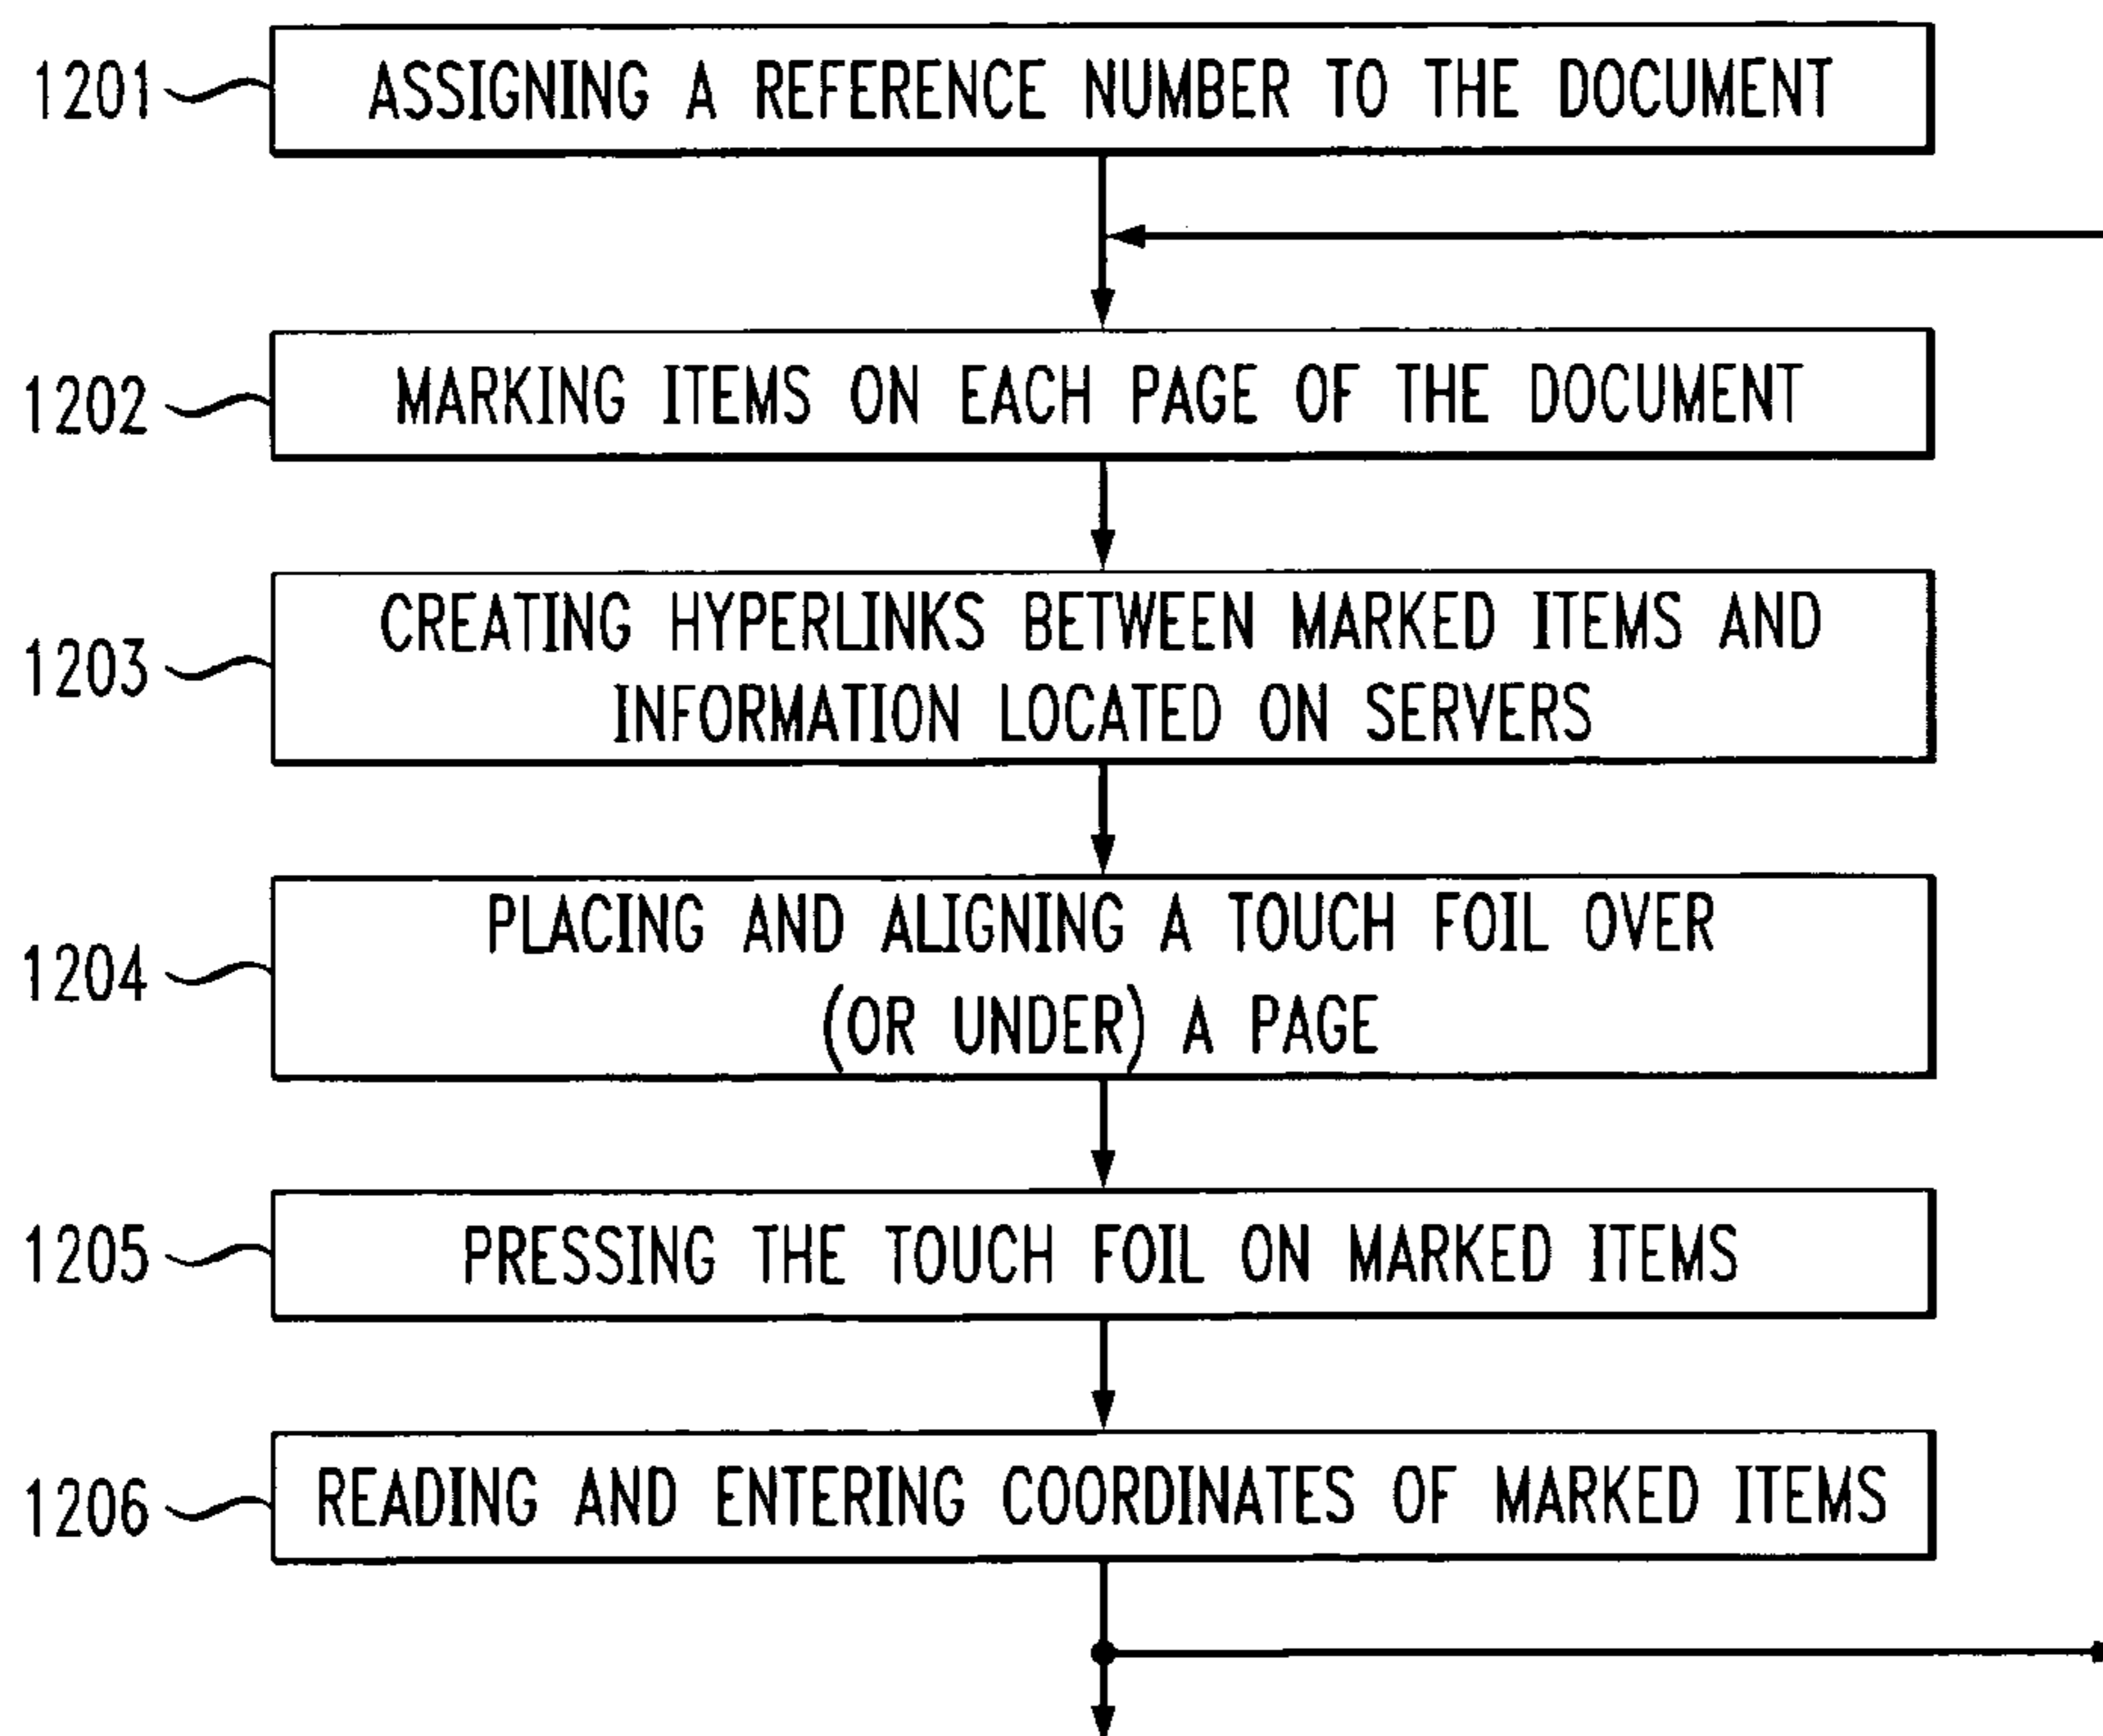 1201 ASSIGNING A REFERENCE NUMBER TO THE DOCUMENT
1202 MARKING ITEMS ON EACH PAGE OF THE DOCUMENT
1203 CREATING HYPERLINKS BETWEEN MARKED ITEMS AND
INFORMATION LOCATED ON SERVERS
1204 PLACING AND ALIGNING A TOUCH FOIL OVER
(OR UNDER) A PAGE
1205 PRESSING THE TOUCH FOIL ON MARKED ITEMS
1206 READING AND ENTERING COORDINATES OF MARKED ITEMS